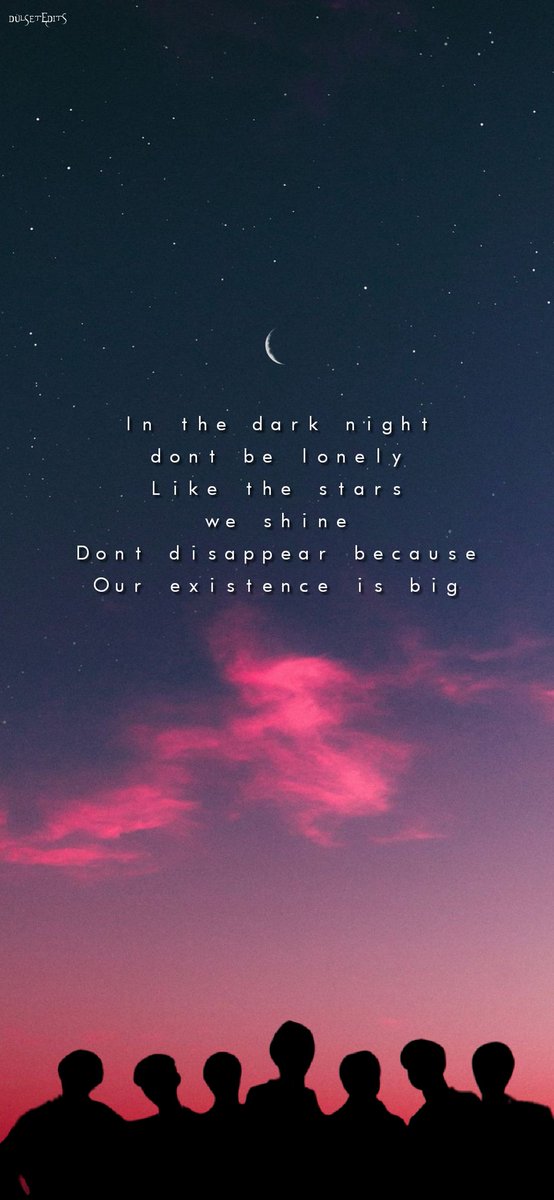 DÜLSETEDITS
In the dark night
dont be lonely
Like the stars
we shine
Dont disappear because
Our existence is big